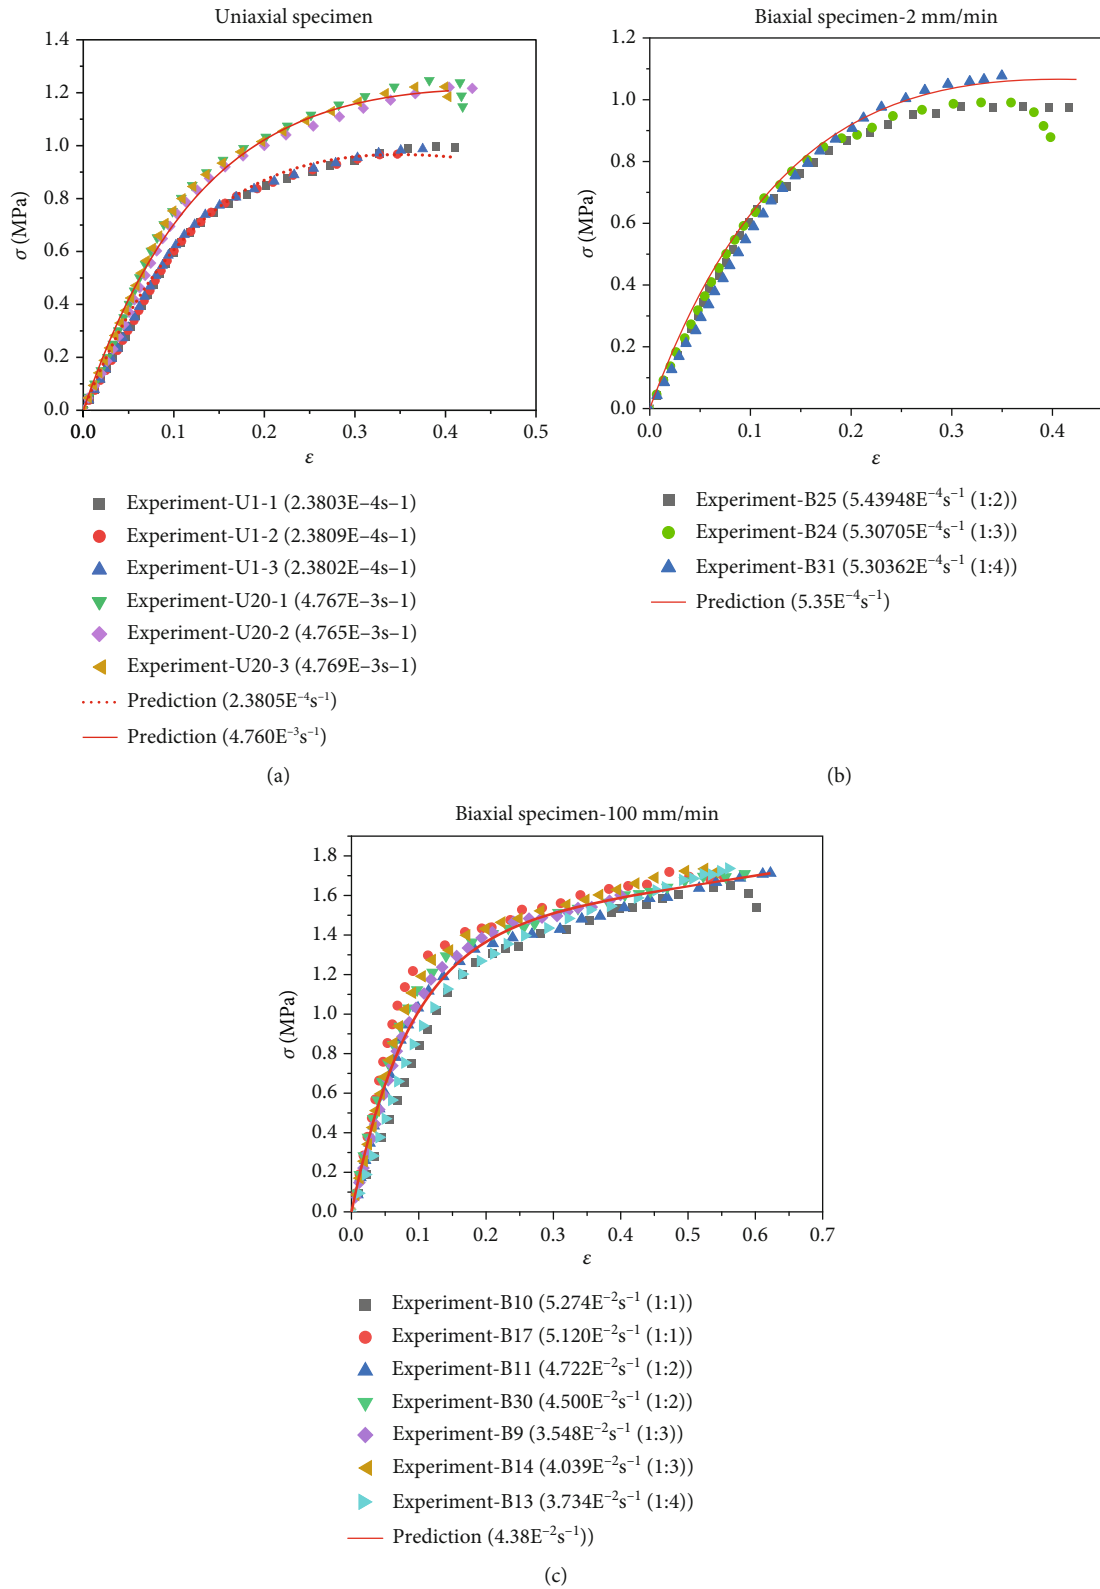 Uniaxial specimen
1.4
1.2
1.0
0.8
0.6
0.4
0.2
0.0
σ (MPa)
0.0 0.1 0.2 0.3 0.4 0.5
ε
Experiment-U1-1 (2.3803E–4s–1)
Experiment-U1-2 (2.3809E–4s–1)
Experiment-U1-3 (2.3802E–4s–1)
Experiment-U20-1 (4.767E–3s–1)
Experiment-U20-2 (4.765E–3s–1)
Experiment-U20-3 (4.769E–3s–1)
Prediction (2.3805E⁻⁴s⁻¹)
Prediction (4.760E⁻³s⁻¹)
(a)
Biaxial specimen-2 mm/min
1.2
1.0
0.8
0.6
0.4
0.2
0.0
σ (MPa)
0.0 0.1 0.2 0.3 0.4
ε
Experiment-B25 (5.43948E⁻⁴s⁻¹ (1:2))
Experiment-B24 (5.30705E⁻⁴s⁻¹ (1:3))
Experiment-B31 (5.30362E⁻⁴s⁻¹ (1:4))
Prediction (5.35E⁻⁴s⁻¹)
(b)
Biaxial specimen-100 mm/min
1.8
1.6
1.4
1.2
1.0
0.8
0.6
0.4
0.2
0.0
σ (MPa)
0.0 0.1 0.2 0.3 0.4 0.5 0.6 0.7
ε
Experiment-B10 (5.274E⁻²s⁻¹ (1:1))
Experiment-B17 (5.120E⁻²s⁻¹ (1:1))
Experiment-B11 (4.722E⁻²s⁻¹ (1:2))
Experiment-B30 (4.500E⁻²s⁻¹ (1:2))
Experiment-B9 (3.548E⁻²s⁻¹ (1:3))
Experiment-B14 (4.039E⁻²s⁻¹ (1:3))
Experiment-B13 (3.734E⁻²s⁻¹ (1:4))
Prediction (4.38E⁻²s⁻¹))
(c)